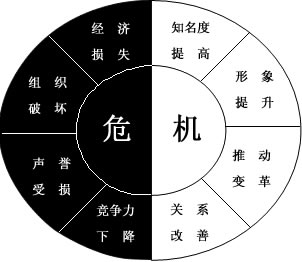 经济
损失
知名度
提高
组织
破坏
形象
提升
危机
声誉
受损
推动
变革
竞争力
下降
关系
改善